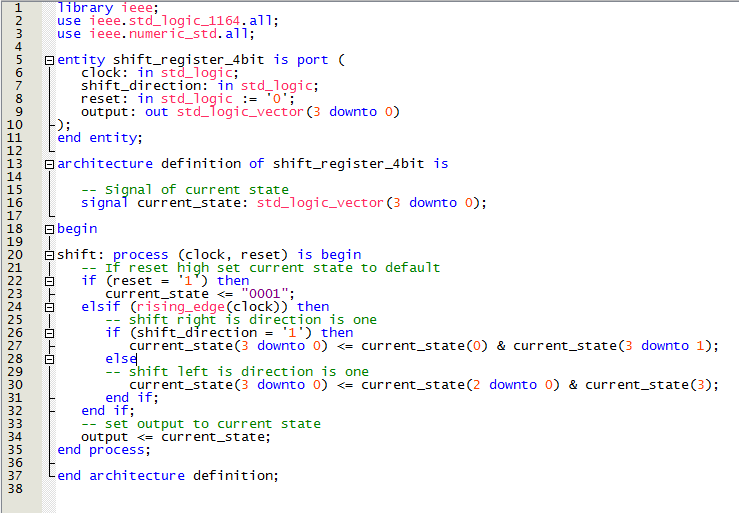 1 library ieee;
2 use ieee.std_logic_1164.all;
3 use ieee.numeric_std.all;
4
5 entity shift_register_4bit is port (
6 clock: in std_logic;
7 shift_direction: in std_logic;
8 reset: in std_logic := '0';
9 output: out std_logic_vector(3 downto 0)
10 );
11 end entity;
12
13 architecture definition of shift_register_4bit is
14
15 -- Signal of current state
16 signal current_state: std_logic_vector(3 downto 0);
17
18 begin
19
20 shift: process (clock, reset) is begin
21 -- If reset high set current state to default
22 if (reset = '1') then
23 current_state <= "0001";
24 elsif (rising_edge(clock)) then
25 -- shift right is direction is one
26 if (shift_direction = '1') then
27 current_state(3 downto 0) <= current_state(0) & current_state(3 downto 1);
28 else
29 -- shift left is direction is one
30 current_state(3 downto 0) <= current_state(2 downto 0) & current_state(3);
31 end if;
32 end if;
33 -- set output to current state
34 output <= current_state;
35 end process;
36
37 end architecture definition;
38